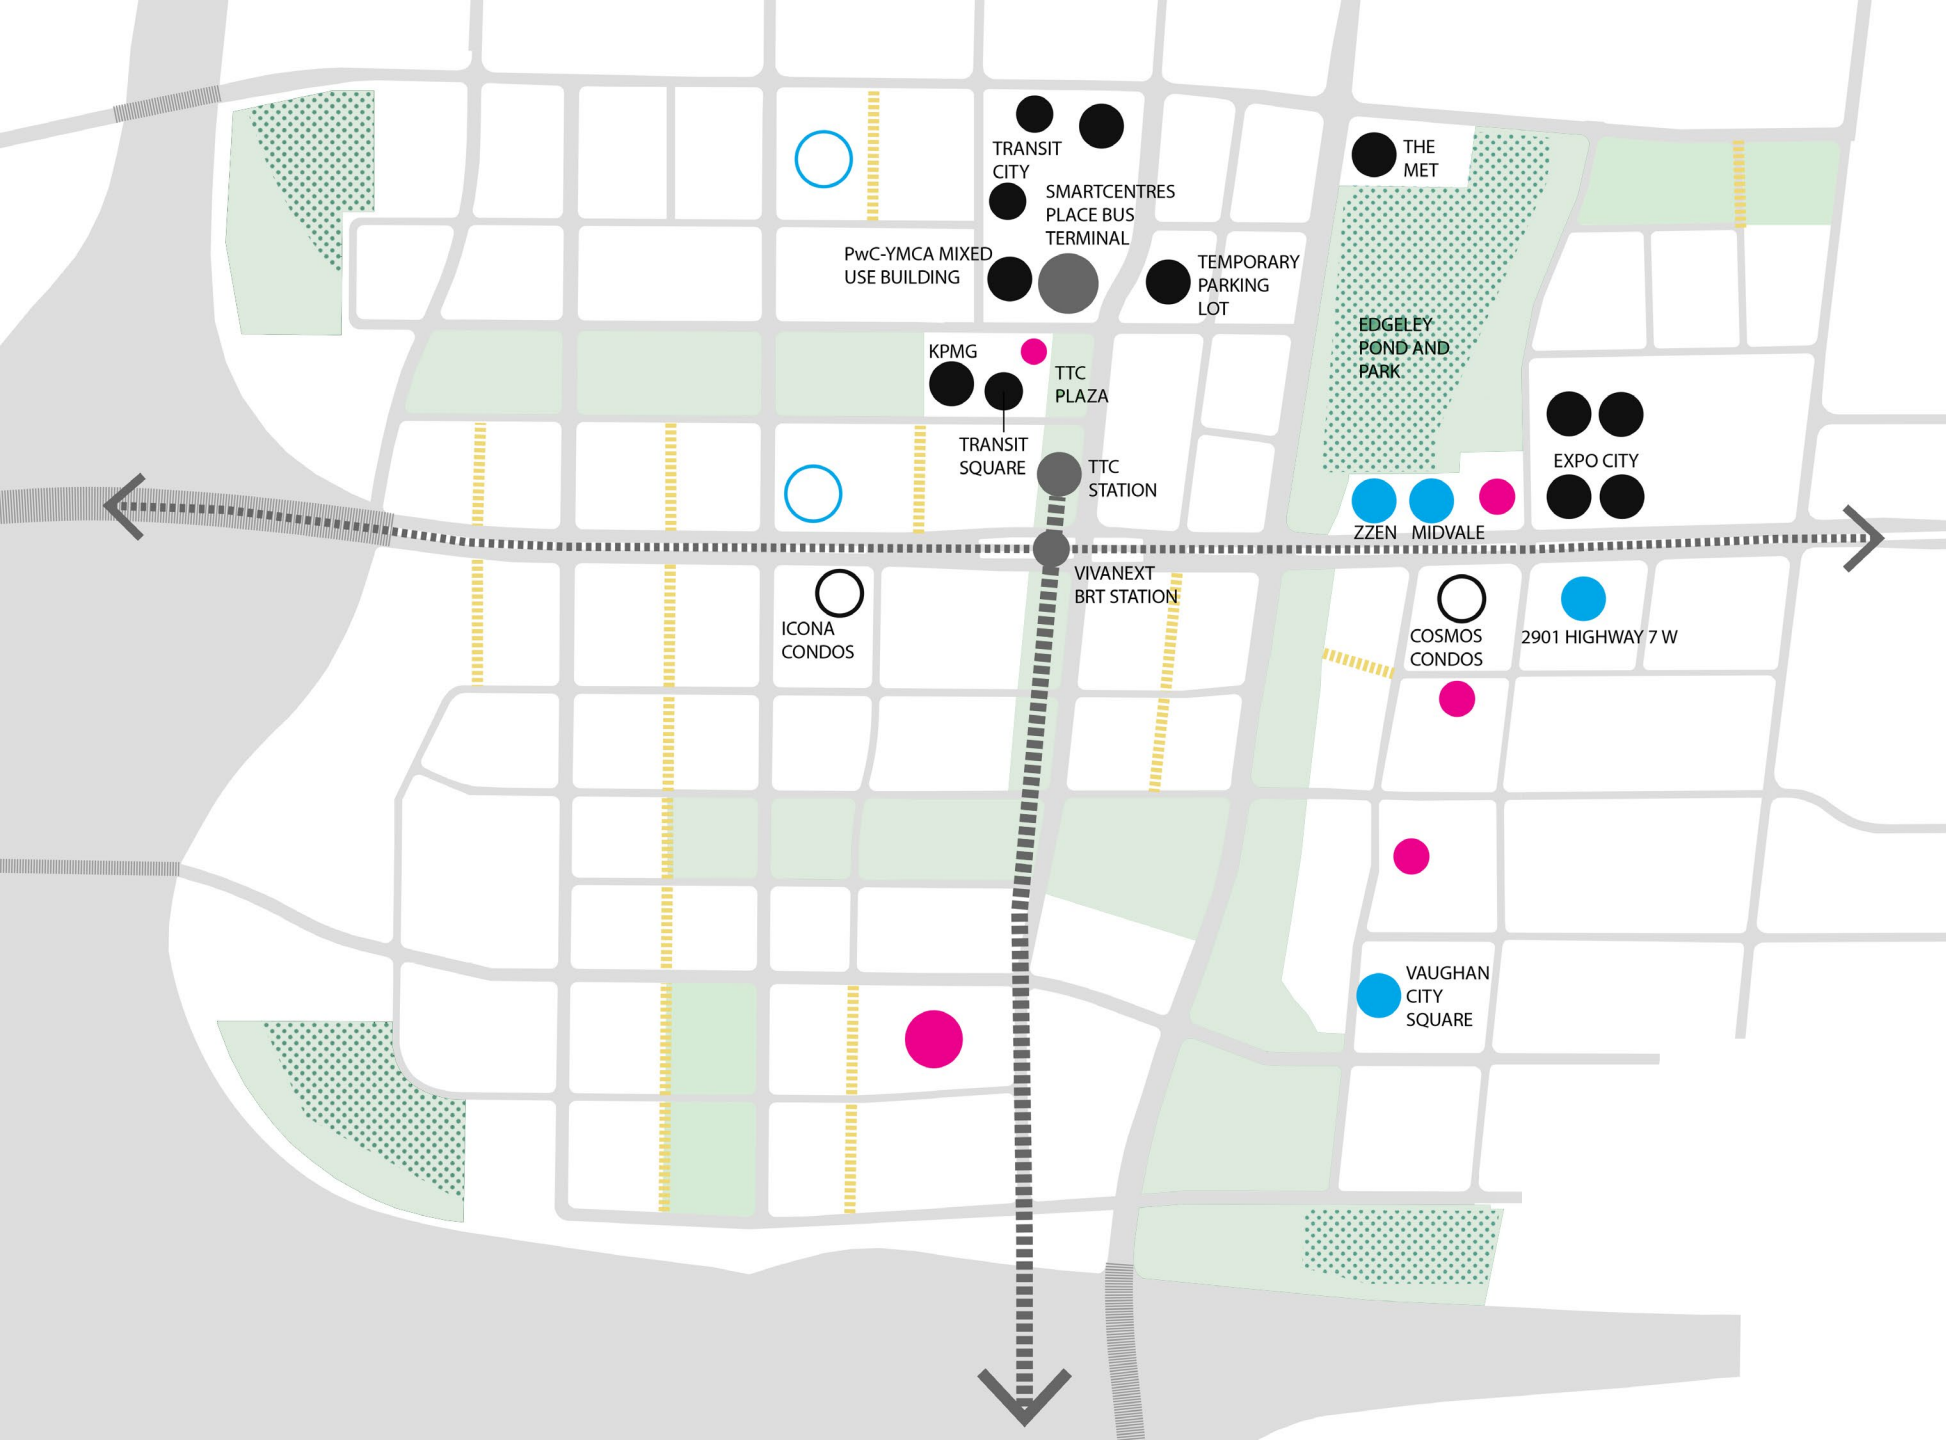 TRANSIT
CITY
THE
MET
SMARTCENTRES
PLACE BUS
TERMINAL
PwC-YMCA MIXED
USE BUILDING
TEMPORARY
PARKING
LOT
EDGELEY
POND AND
PARK
KPMG
TTC
PLAZA
TRANSIT
SQUARE
TTC
STATION
EXPO CITY
ZZEN
MIDVALE
VIVANEXT
BRT STATION
ICONA
CONDOS
COSMOS
CONDOS
2901 HIGHWAY 7 W
VAUGHAN
CITY
SQUARE